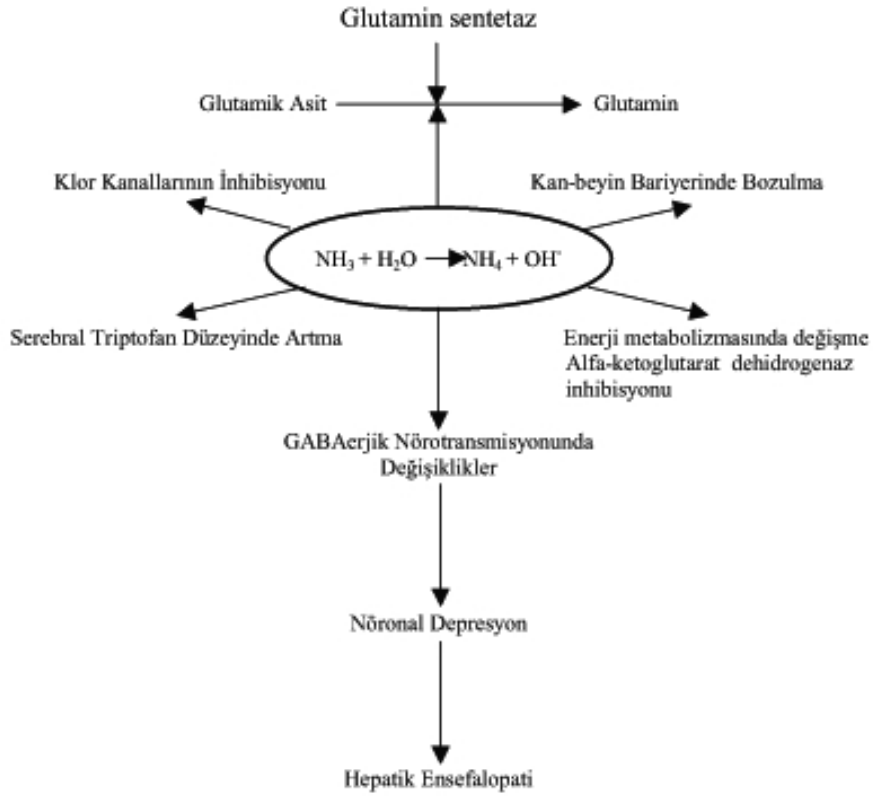 Glutamin sentetaz
Glutamik Asit
Glutamin
Klor Kanallarının İnhibisyonu
Kan-beyin Bariyerinde Bozulma
NH₃ + H₂O → NH₄ + OH⁻
Serebral Triptofan Düzeyinde Artma
Enerji metabolizmasında değişme
Alfa-ketoglutarat dehidrogenaz
inhibisyonu
GABAerjik Nörotransmisyonunda
Değişiklikler
Nöronal Depresyon
Hepatik Ensefalopati